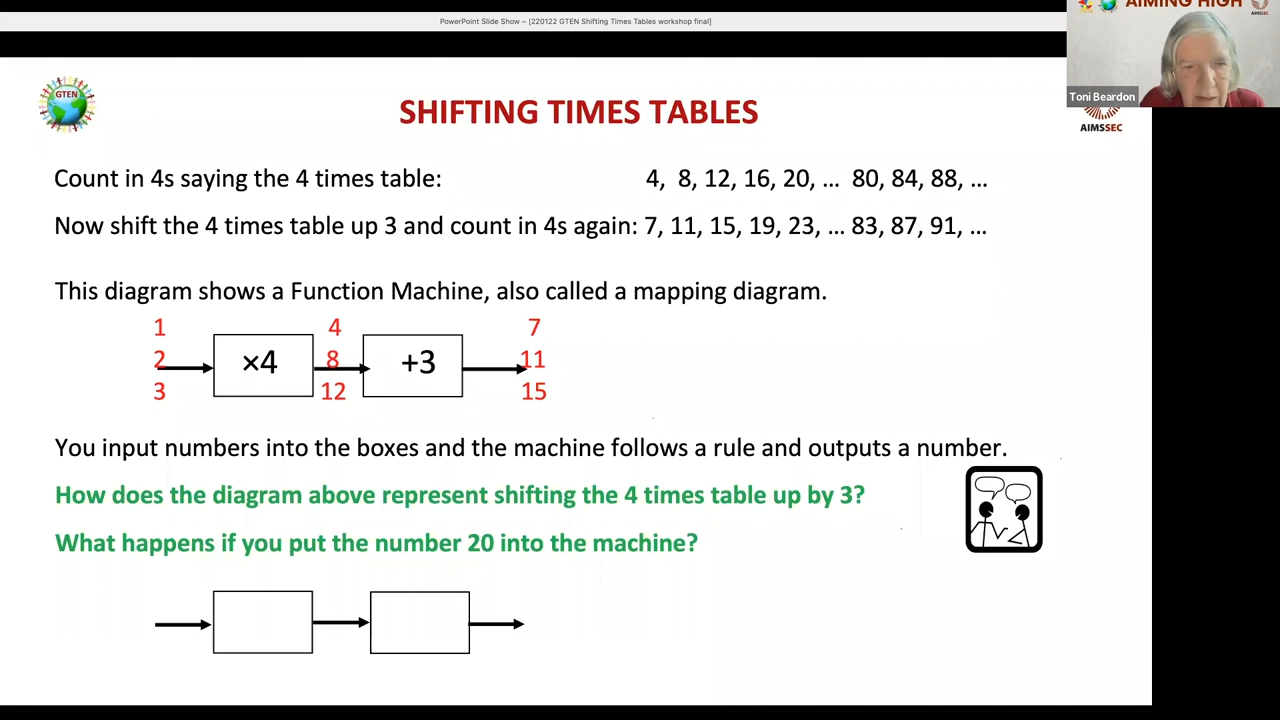 PowerPoint Slide Show – [220122 GTEN Shifting Times Tables workshop final]
AIMING HIGH
AIMSSEC
Toni Beardon
GTEN
SHIFTING TIMES TABLES
AIMSSEC
Count in 4s saying the 4 times table: 4, 8, 12, 16, 20, ... 80, 84, 88, ...
Now shift the 4 times table up 3 and count in 4s again: 7, 11, 15, 19, 23, ... 83, 87, 91, ...
This diagram shows a Function Machine, also called a mapping diagram.
1 4 7
2 ×4 8 +3 11
3 12 15
You input numbers into the boxes and the machine follows a rule and outputs a number.
How does the diagram above represent shifting the 4 times table up by 3?
What happens if you put the number 20 into the machine?